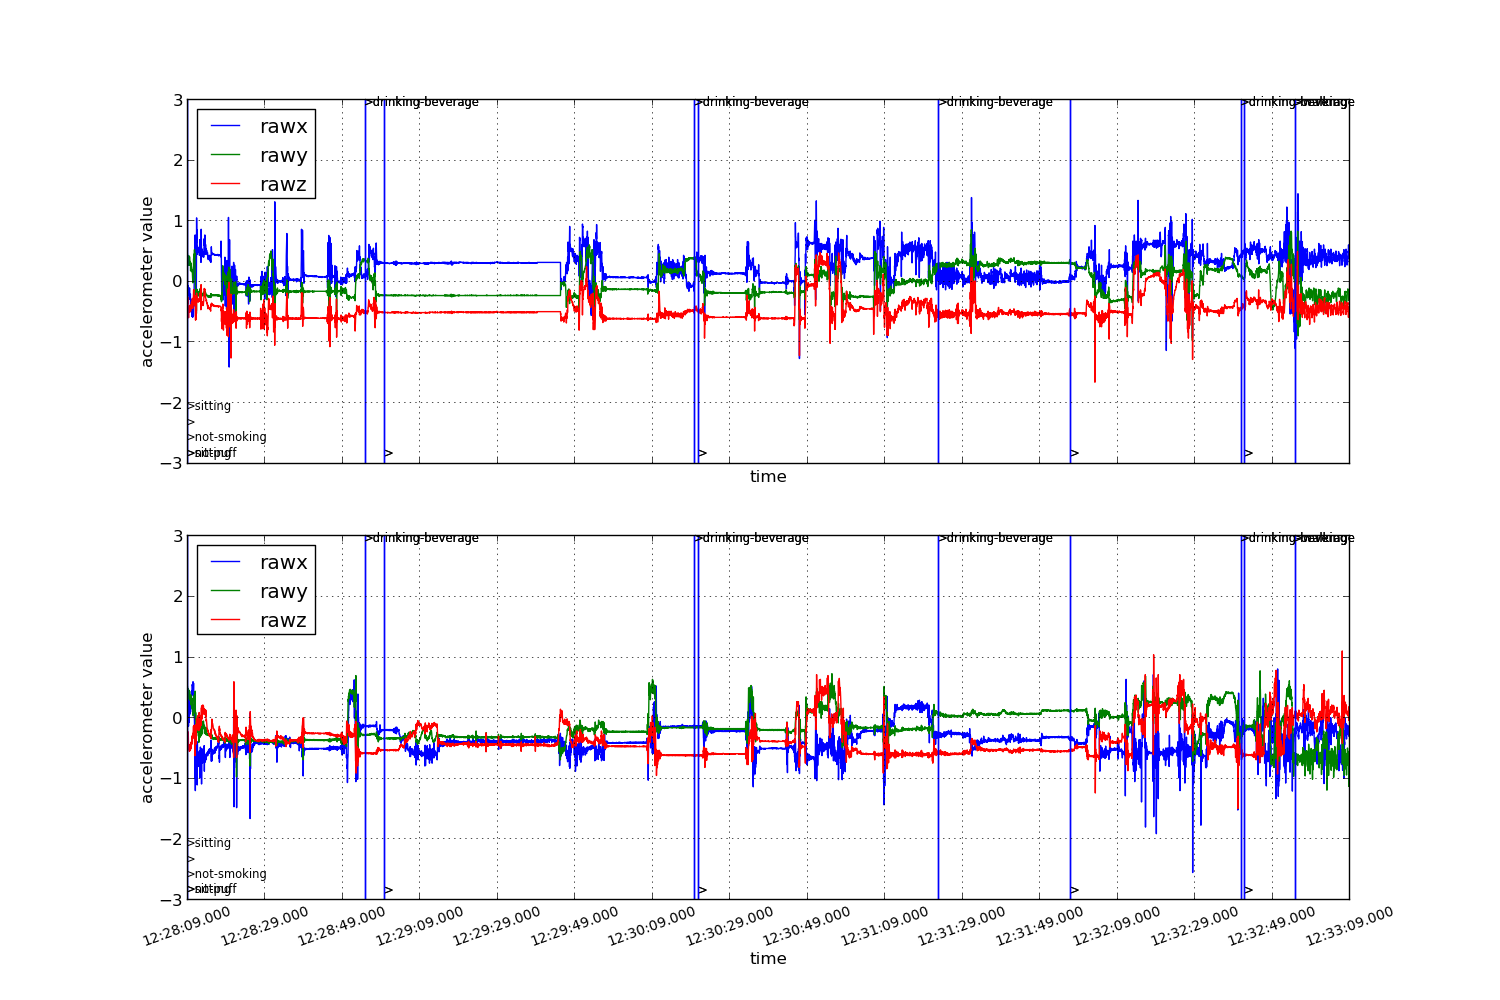 >drinking-beverage >drinking-beverage >drinking-beverage >drinking-beverage
3
2
1
0
−1
−2
−3
rawx
rawy
rawz
accelerometer value
>sitting
>
>not-smoking
> > > >
time
>drinking-beverage >drinking-beverage >drinking-beverage >drinking-beverage
3
2
1
0
−1
−2
−3
rawx
rawy
rawz
accelerometer value
>sitting
>
>not-smoking
> > > >
12:28:09.000 12:28:29.000 12:28:49.000 12:29:09.000 12:29:29.000 12:29:49.000 12:30:09.000 12:30:29.000 12:30:49.000 12:31:09.000 12:31:29.000 12:31:49.000 12:32:09.000 12:32:29.000 12:32:49.000 12:33:09.000
time